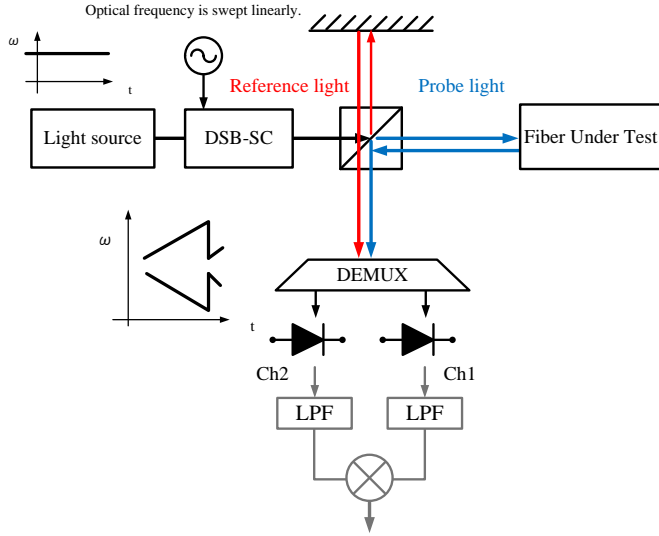 Optical frequency is swept linearly.
ω
t
Reference light
Probe light
Light source
DSB-SC
Fiber Under Test
ω
t
DEMUX
Ch2
Ch1
LPF
LPF